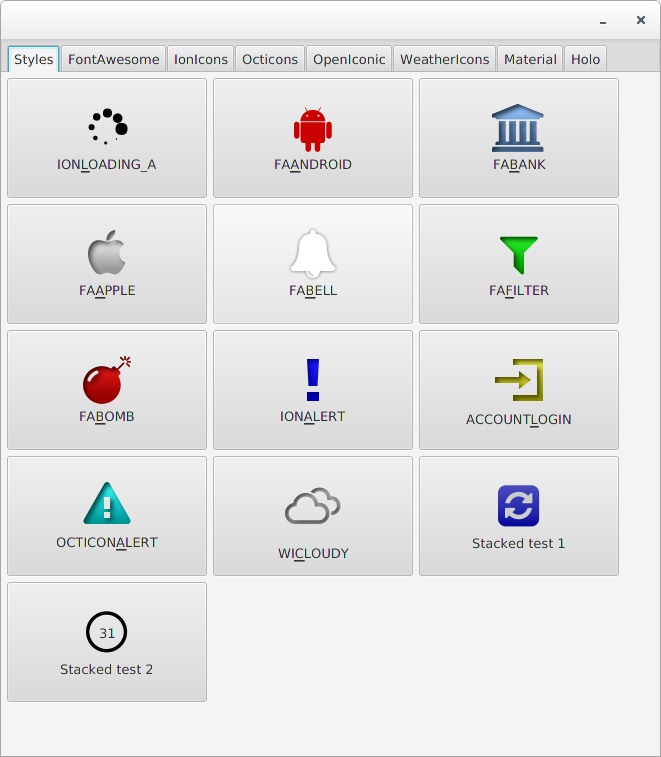 Styles FontAwesome IonIcons Octicons OpenIconic WeatherIcons Material Holo
IONLOADING_A FAANDROID FABANK
FAAPPLE FABELL FAFILTER
FABOMB IONALERT ACCOUNTLOGIN
OCTICONALERT WICLOUDY Stacked test 1
31
Stacked test 2